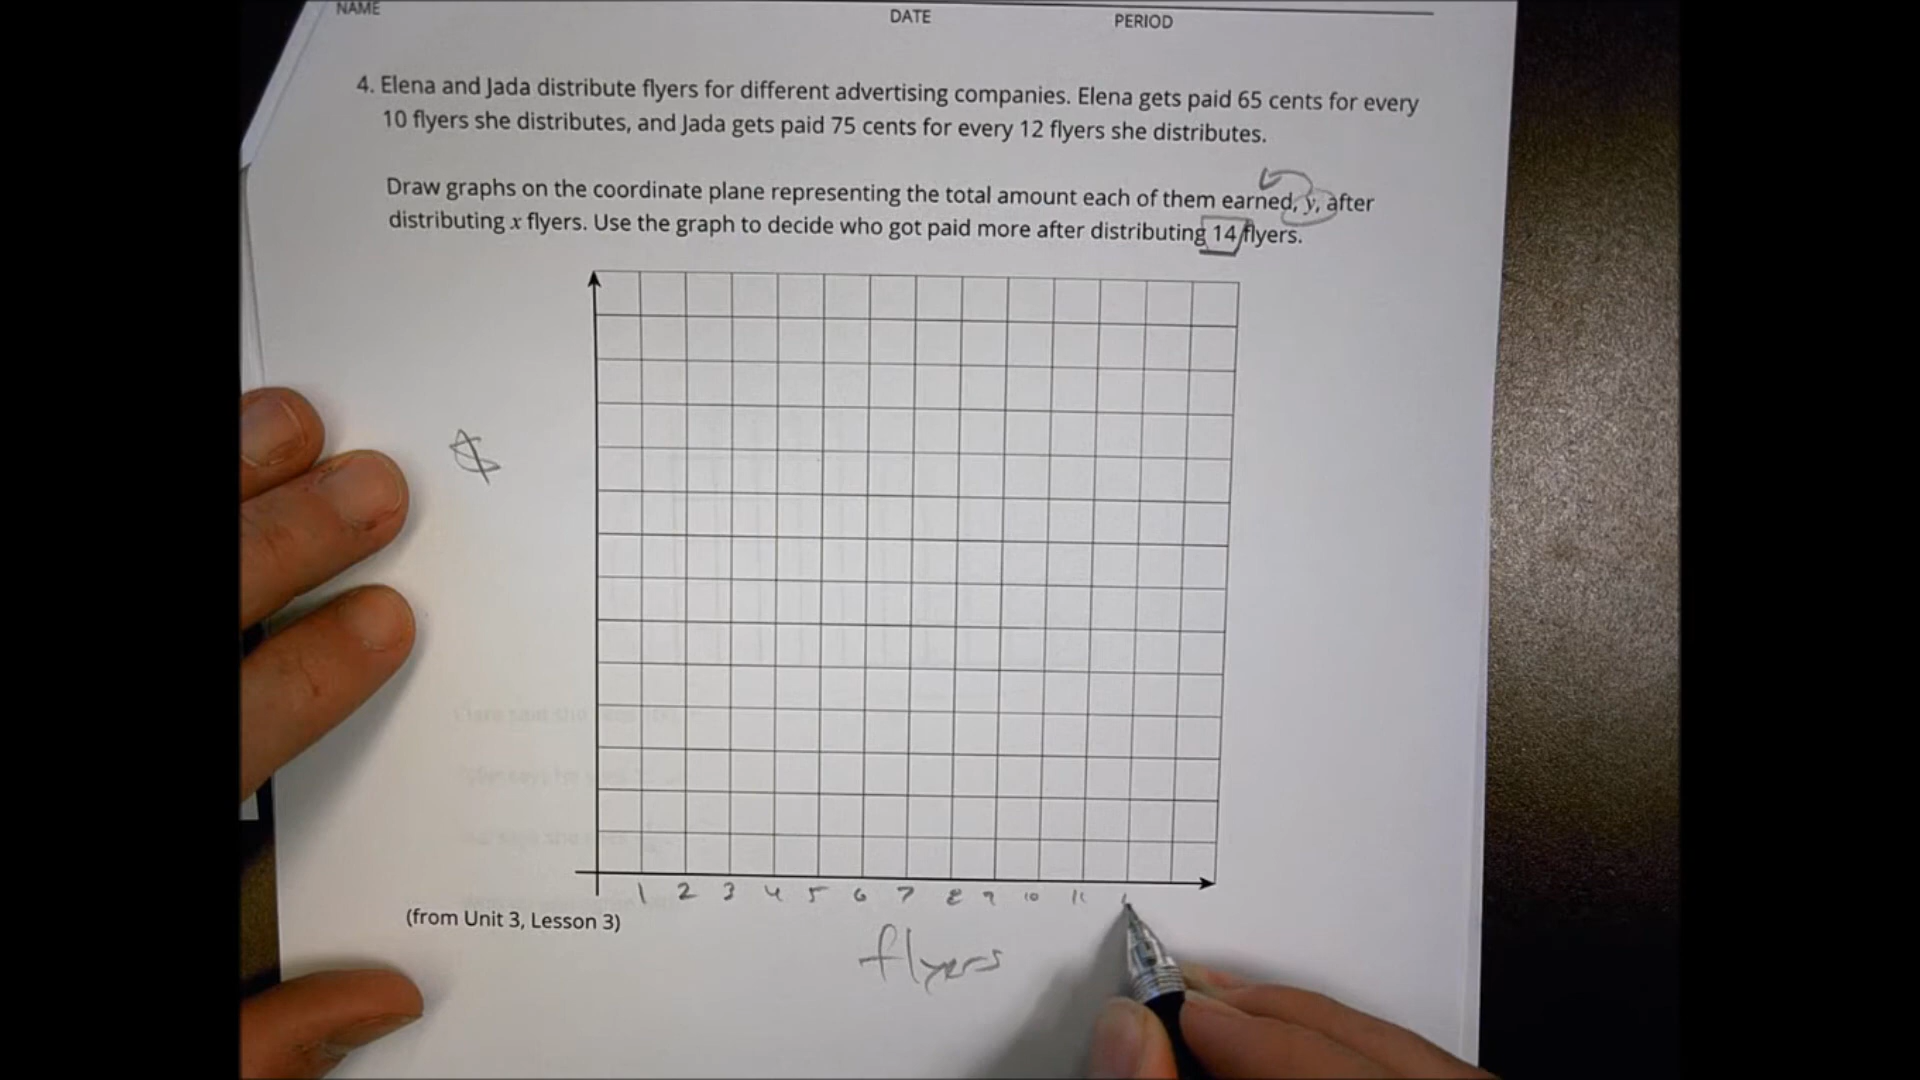 NAME DATE PERIOD
4. Elena and Jada distribute flyers for different advertising companies. Elena gets paid 65 cents for every
10 flyers she distributes, and Jada gets paid 75 cents for every 12 flyers she distributes.
Draw graphs on the coordinate plane representing the total amount each of them earned, y, after
distributing x flyers. Use the graph to decide who got paid more after distributing 14 flyers.
$
1 2 3 4 5 6 7 8 9 10 11
(from Unit 3, Lesson 3)
flyers